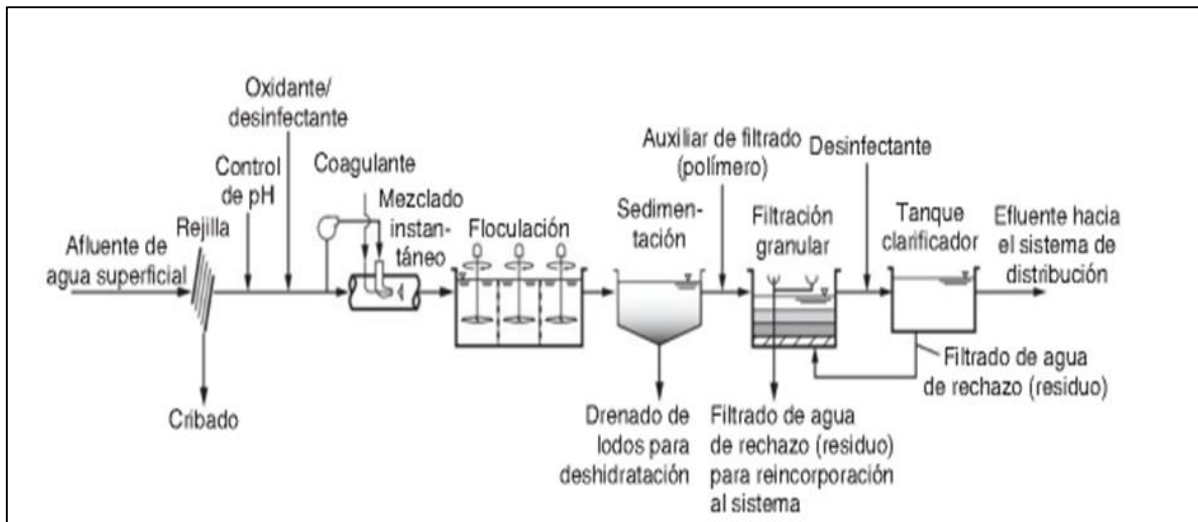 Oxidante/
desinfectante
Control
de pH
Coagulante
Mezclado
instan-
táneo
Rejilla
Afluente de
agua superficial
Cribado
Floculación
Sedimen-
tación
Drenado de
lodos para
deshidratación
Auxiliar de filtrado
(polímero)
Filtración
granular
Filtrado de agua
de rechazo (residuo)
para reincorporación
al sistema
Desinfectante
Tanque
clarificador
Efluente hacia
el sistema de
distribución
Filtrado de agua
de rechazo (residuo)